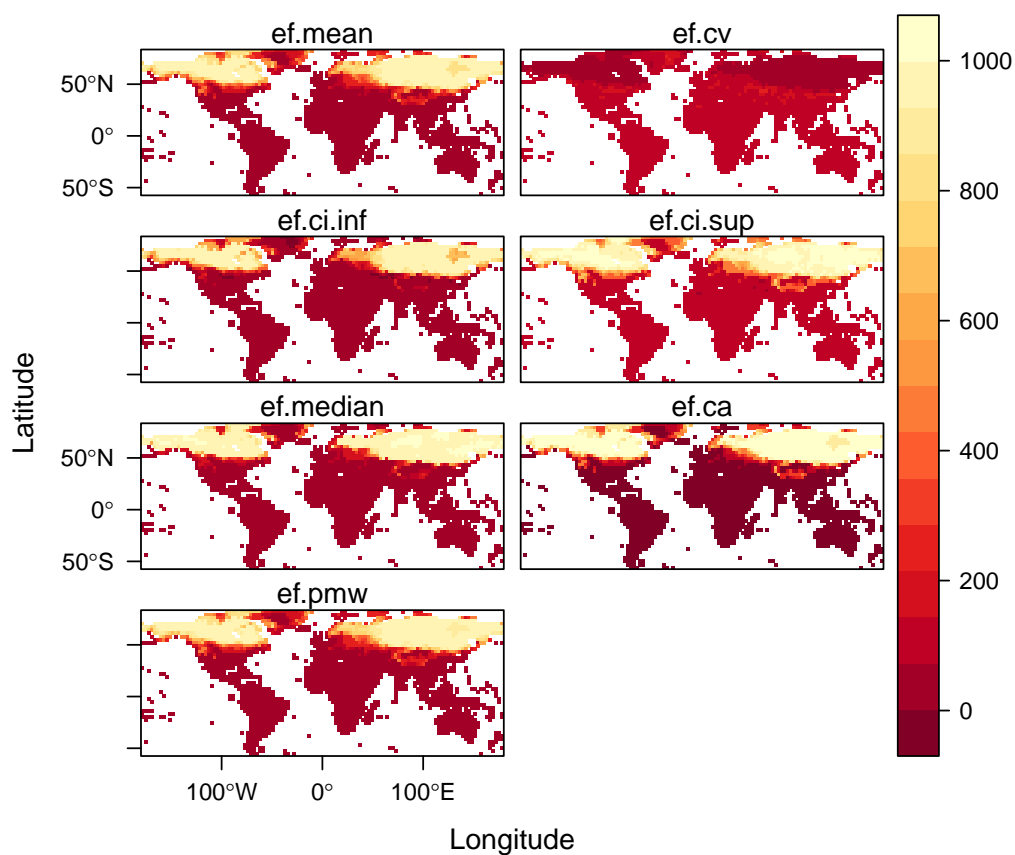 ef.mean
ef.cv
50°N
0°
50°S
ef.ci.inf
ef.ci.sup
ef.median
ef.ca
50°N
0°
50°S
ef.pmw
100°W
0°
100°E
Longitude
Latitude
1000
800
600
400
200
0